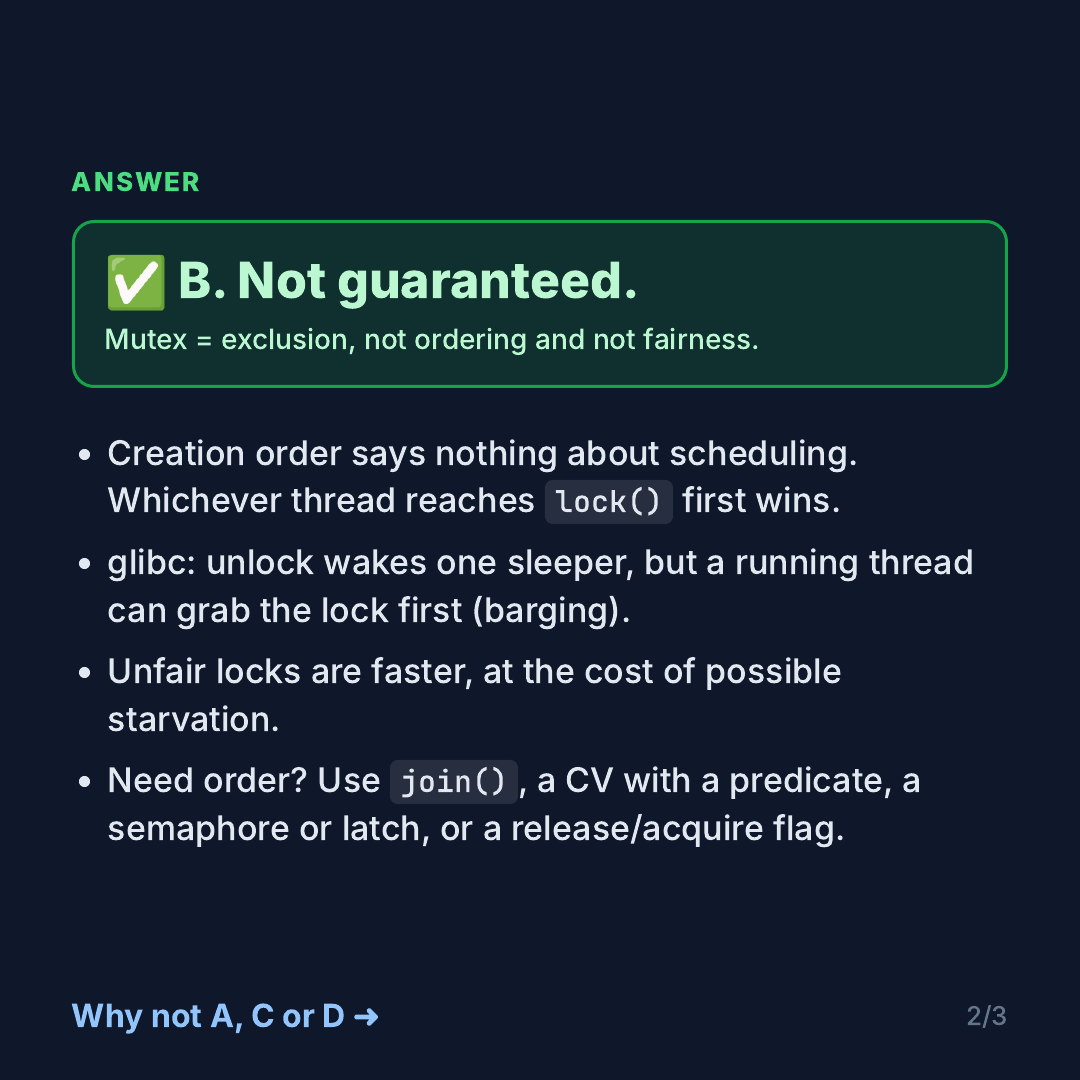 ANSWER
✅ B. Not guaranteed.
Mutex = exclusion, not ordering and not fairness.
• Creation order says nothing about scheduling.
Whichever thread reaches lock() first wins.
• glibc: unlock wakes one sleeper, but a running thread
can grab the lock first (barging).
• Unfair locks are faster, at the cost of possible
starvation.
• Need order? Use join(), a CV with a predicate, a
semaphore or latch, or a release/acquire flag.
Why not A, C or D ➜
2/3